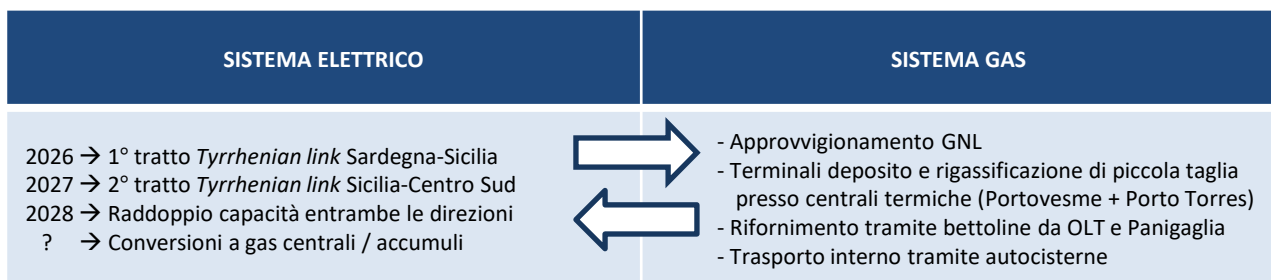 SISTEMA ELETTRICO
SISTEMA GAS
2026 → 1° tratto Tyrrhenian link Sardegna-Sicilia
2027 → 2° tratto Tyrrhenian link Sicilia-Centro Sud
2028 → Raddoppio capacità entrambe le direzioni
? → Conversioni a gas centrali / accumuli
- Approvvigionamento GNL
- Terminali deposito e rigassificazione di piccola taglia
presso centrali termiche (Portovesme + Porto Torres)
- Rifornimento tramite bettoline da OLT e Panigaglia
- Trasporto interno tramite autocisterne